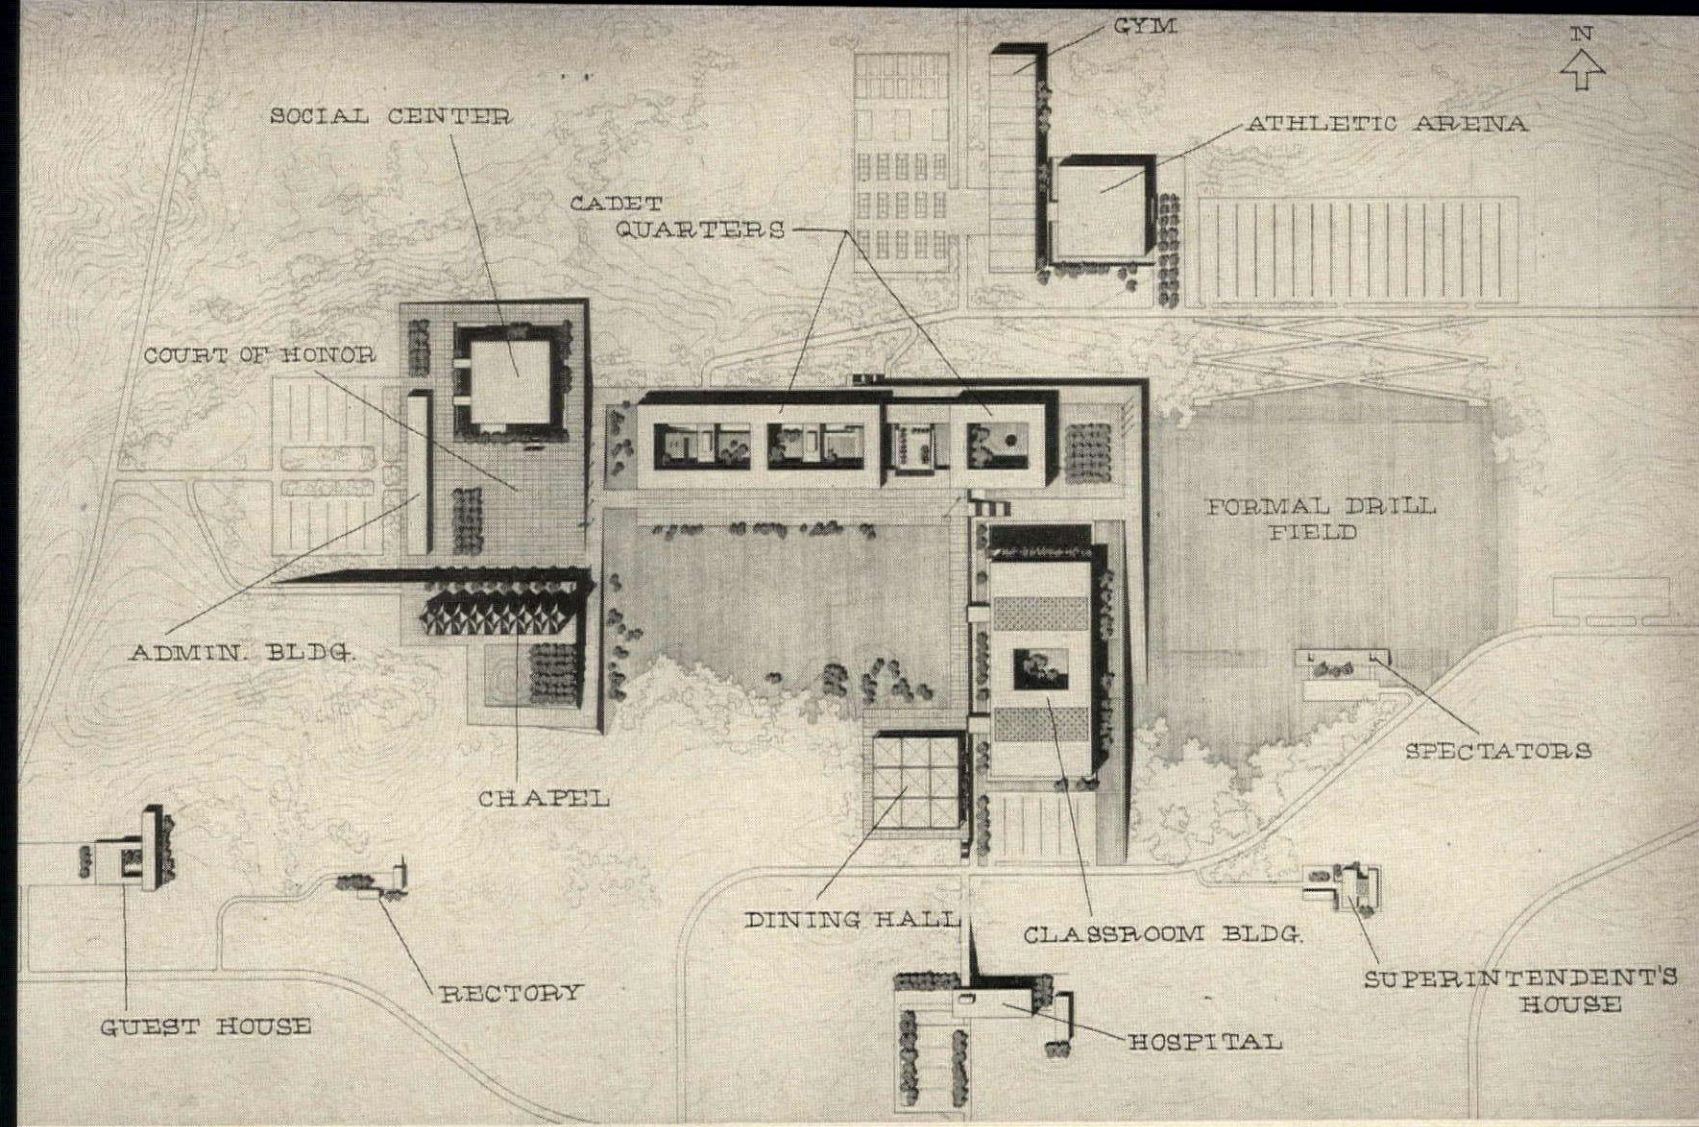 GYM
N
SOCIAL CENTER
ATHLETIC ARENA
CADET
QUARTERS
COURT OF HONOR
FORMAL DRILL
FIELD
ADMIN. BLDG.
SPECTATORS
CHAPEL
DINING HALL
CLASSROOM BLDG.
SUPERINTENDENT'S
HOUSE
RECTORY
GUEST HOUSE
HOSPITAL